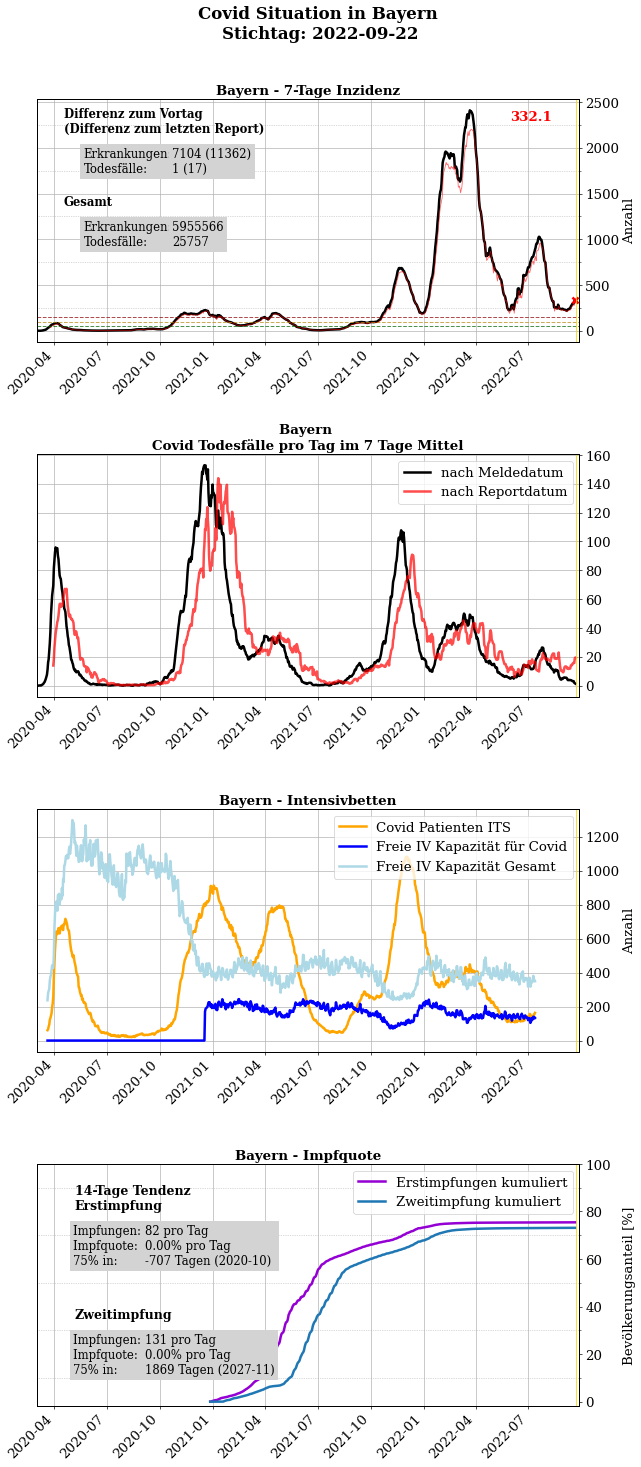 Covid Situation in Bayern
Stichtag: 2022-09-22
Bayern - 7-Tage Inzidenz
Differenz zum Vortag
(Differenz zum letzten Report)
Erkrankungen 7104 (11362)
Todesfälle: 1 (17)
Gesamt
Erkrankungen 5955566
Todesfälle: 25757
332.1
2500
2000
1500
1000
500
0
Anzahl
2020-04
2020-07
2020-10
2021-01
2021-04
2021-07
2021-10
2022-01
2022-04
2022-07
Bayern
Covid Todesfälle pro Tag im 7 Tage Mittel
nach Meldedatum
nach Reportdatum
160
140
120
100
80
60
40
20
0
2020-04
2020-07
2020-10
2021-01
2021-04
2021-07
2021-10
2022-01
2022-04
2022-07
Bayern - Intensivbetten
Covid Patienten ITS
Freie IV Kapazität für Covid
Freie IV Kapazität Gesamt
1200
1000
800
600
400
200
0
Anzahl
2020-04
2020-07
2020-10
2021-01
2021-04
2021-07
2021-10
2022-01
2022-04
2022-07
Bayern - Impfquote
14-Tage Tendenz
Erstimpfung
Impfungen: 82 pro Tag
Impfquote: 0.00% pro Tag
75% in: -707 Tagen (2020-10)
Zweitimpfung
Impfungen: 131 pro Tag
Impfquote: 0.00% pro Tag
75% in: 1869 Tagen (2027-11)
Erstimpfungen kumuliert
Zweitimpfung kumuliert
100
80
60
40
20
0
Bevölkerungsanteil [%]
2020-04
2020-07
2020-10
2021-01
2021-04
2021-07
2021-10
2022-01
2022-04
2022-07